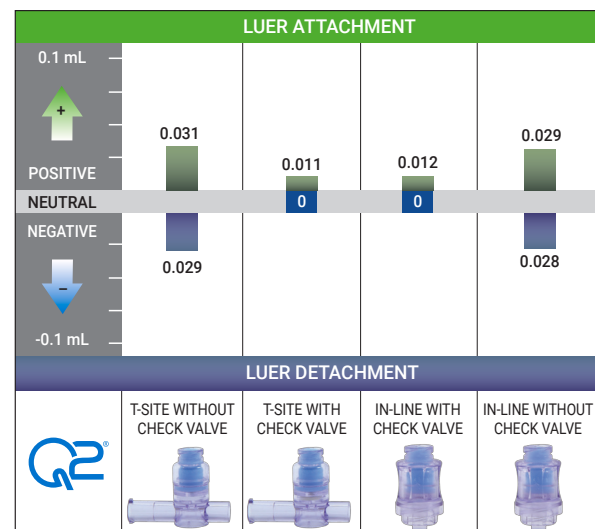 LUER ATTACHMENT
0.1 mL
+
POSITIVE
NEUTRAL
NEGATIVE
–
-0.1 mL
0.031
0.029
0.011
0
0.012
0
0.029
0.028
LUER DETACHMENT
Q2®
T-SITE WITHOUT
CHECK VALVE
T-SITE WITH
CHECK VALVE
IN-LINE WITH
CHECK VALVE
IN-LINE WITHOUT
CHECK VALVE